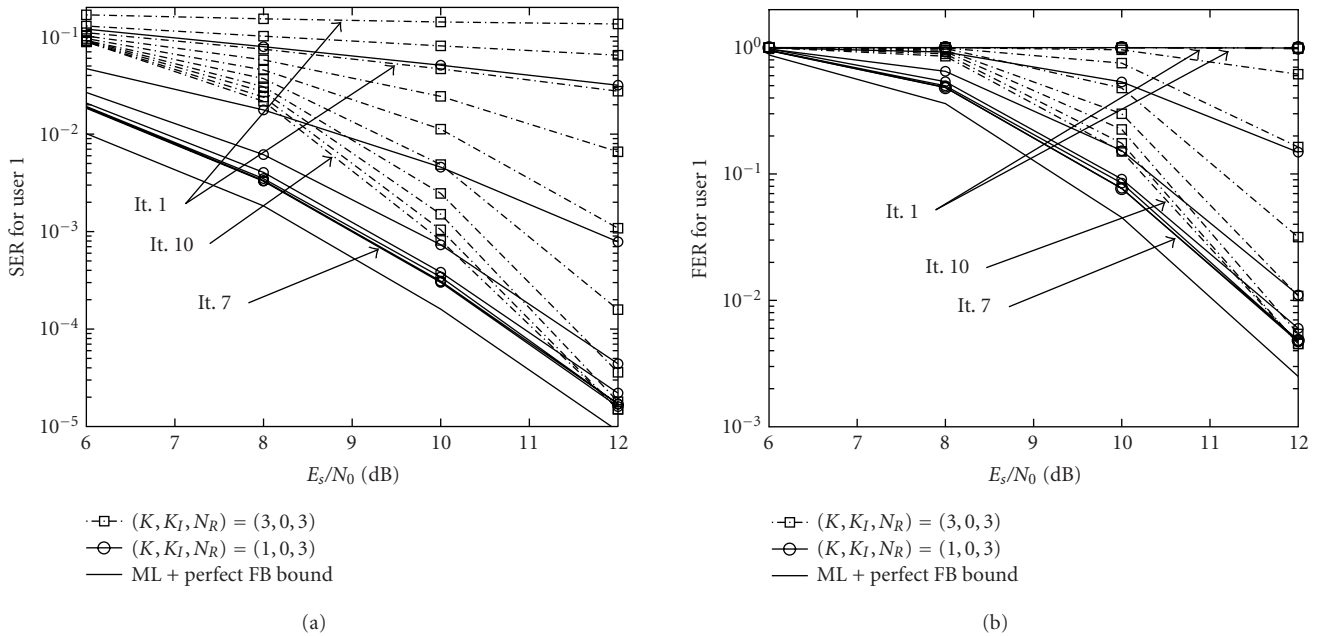 10⁻¹
10⁻²
10⁻³
10⁻⁴
10⁻⁵
SER for user 1
It. 1
It. 10
It. 7
6 7 8 9 10 11 12
E_s/N_0 (dB)
(K, K_I, N_R) = (3, 0, 3)
(K, K_I, N_R) = (1, 0, 3)
ML + perfect FB bound
(a)
10⁰
10⁻¹
10⁻²
10⁻³
FER for user 1
It. 1
It. 10
It. 7
6 7 8 9 10 11 12
E_s/N_0 (dB)
(K, K_I, N_R) = (3, 0, 3)
(K, K_I, N_R) = (1, 0, 3)
ML + perfect FB bound
(b)